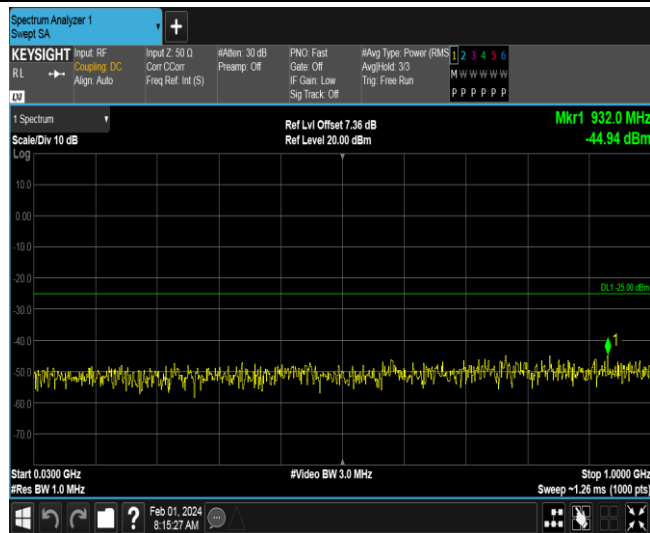 Spectrum Analyzer 1
Swept SA
+
KEYSIGHT
RL
Input: RF
Coupling: DC
Align: Auto
Input Z: 50 Ω
Corr CCorr
Freq Ref: Int (S)
#Atten: 30 dB
Preamp: Off
PNO: Fast
Gate: Off
IF Gain: Low
Sig Track: Off
#Avg Type: Power (RMS
Avg|Hold: 3/3
Trig: Free Run
1 2 3 4 5 6
M W W W W W
P P P P P P
1 Spectrum
Scale/Div 10 dB
Ref Lvl Offset 7.36 dB
Ref Level 20.00 dBm
Mkr1 932.0 MHz
-44.94 dBm
Log
10.0
0.00
-10.0
-20.0
DL1 -25.00 dBm
-30.0
-40.0
1
-50.0
-60.0
-70.0
Start 0.0300 GHz
#Video BW 3.0 MHz
Stop 1.0000 GHz
#Res BW 1.0 MHz
Sweep ~1.26 ms (1000 pts)
?
Feb 01, 2024
8:15:27 AM